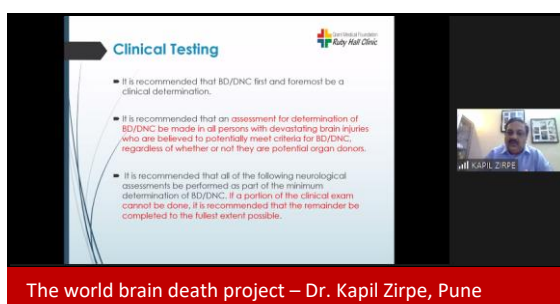 Grant Medical Foundation
Ruby Hall Clinic
Clinical Testing
It is recommended that BD/DNC first and foremost be a
clinical determination.
It is recommended that an assessment for determination of
BD/DNC be made in all persons with devastating brain injuries
who are believed to potentially meet criteria for BD/DNC,
regardless of whether or not they are potential organ donors.
It is recommended that all of the following neurological
assessments be performed as part of the minimum
determination of BD/DNC. If a portion of the clinical exam
cannot be done, it is recommended that the remainder be
completed to the fullest extent possible.
KAPIL ZIRPE
The world brain death project – Dr. Kapil Zirpe, Pune